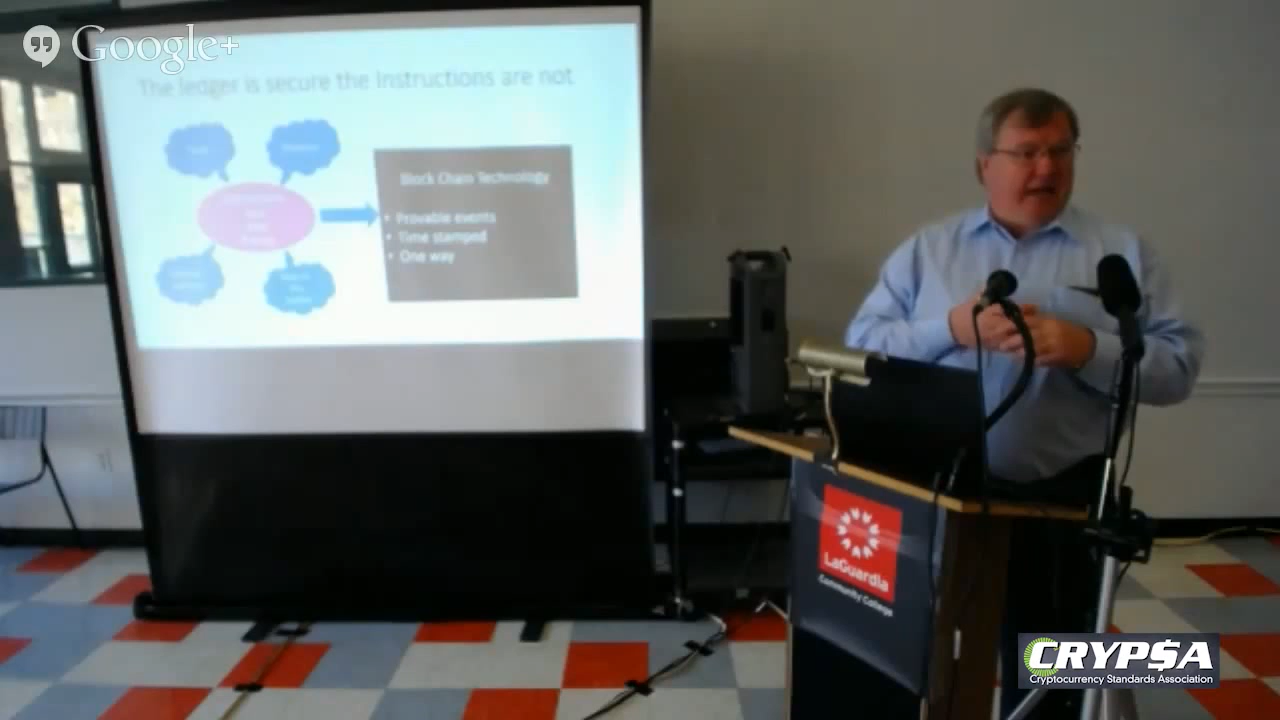 Google+
The ledger is secure the Instructions are not
Block Chain Technology
• Provable events
• Time stamped
• One way
LaGuardia
Community College
CRYP$A
Cryptocurrency Standards Association